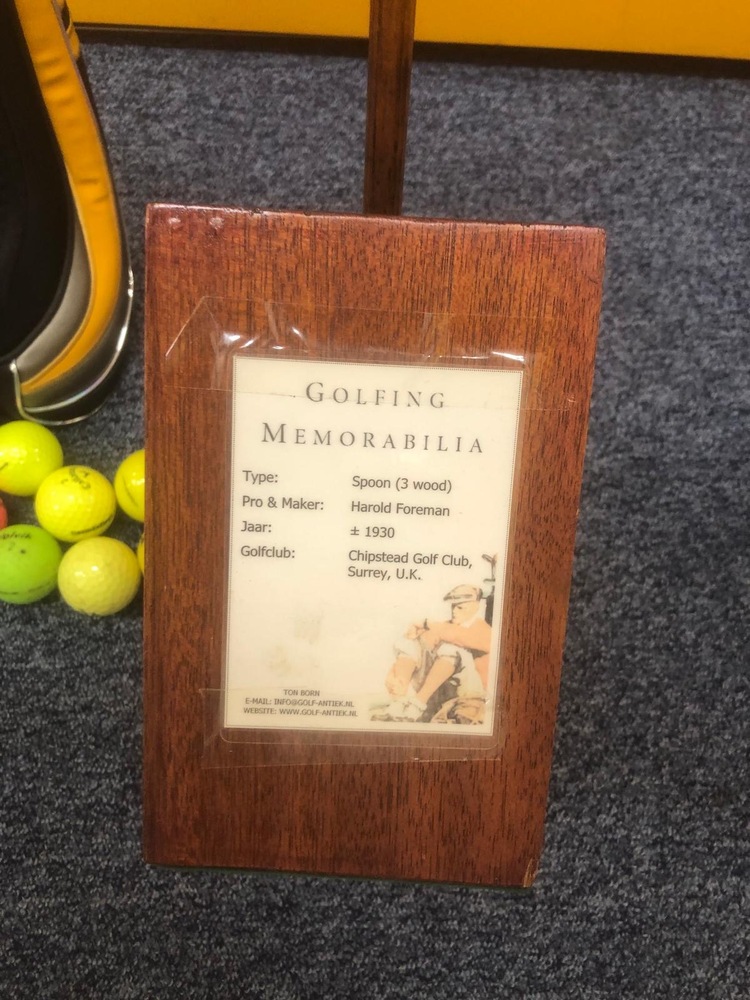 GOLFING
MEMORABILIA
Type: Spoon (3 wood)
Pro & Maker: Harold Foreman
Jaar: ± 1930
Golfclub: Chipstead Golf Club,
Surrey, U.K.
TON BORN
E-MAIL: INFO@GOLF-ANTIEK.NL
WEBSITE: WWW.GOLF-ANTIEK.NL